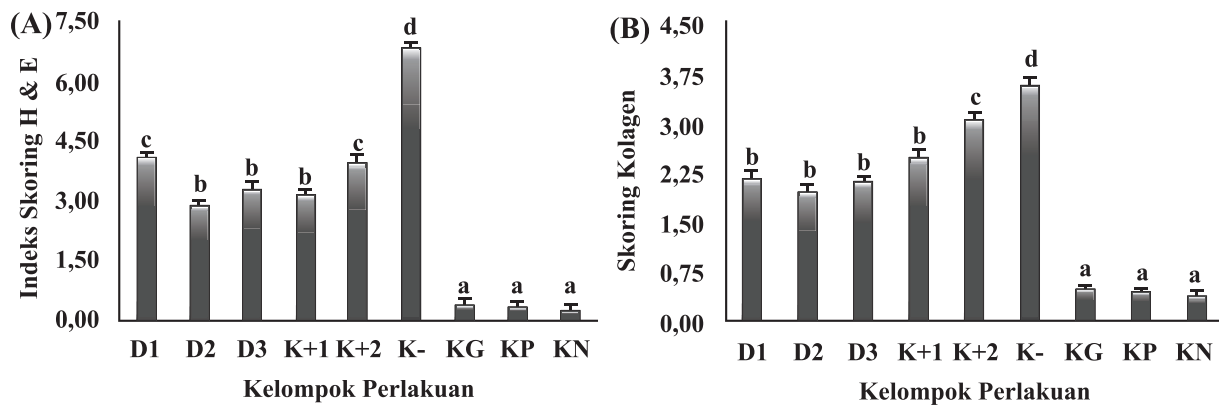 (A)
Indeks Skoring H & E
7,50
6,00
4,50
3,00
1,50
0,00
c
b
b
b
c
d
a
a
a
D1 D2 D3 K+1 K+2 K- KG KP KN
Kelompok Perlakuan
(B)
Skoring Kolagen
4,50
3,75
3,00
2,25
1,50
0,75
0,00
b
b
b
b
c
d
a
a
a
D1 D2 D3 K+1 K+2 K- KG KP KN
Kelompok Perlakuan